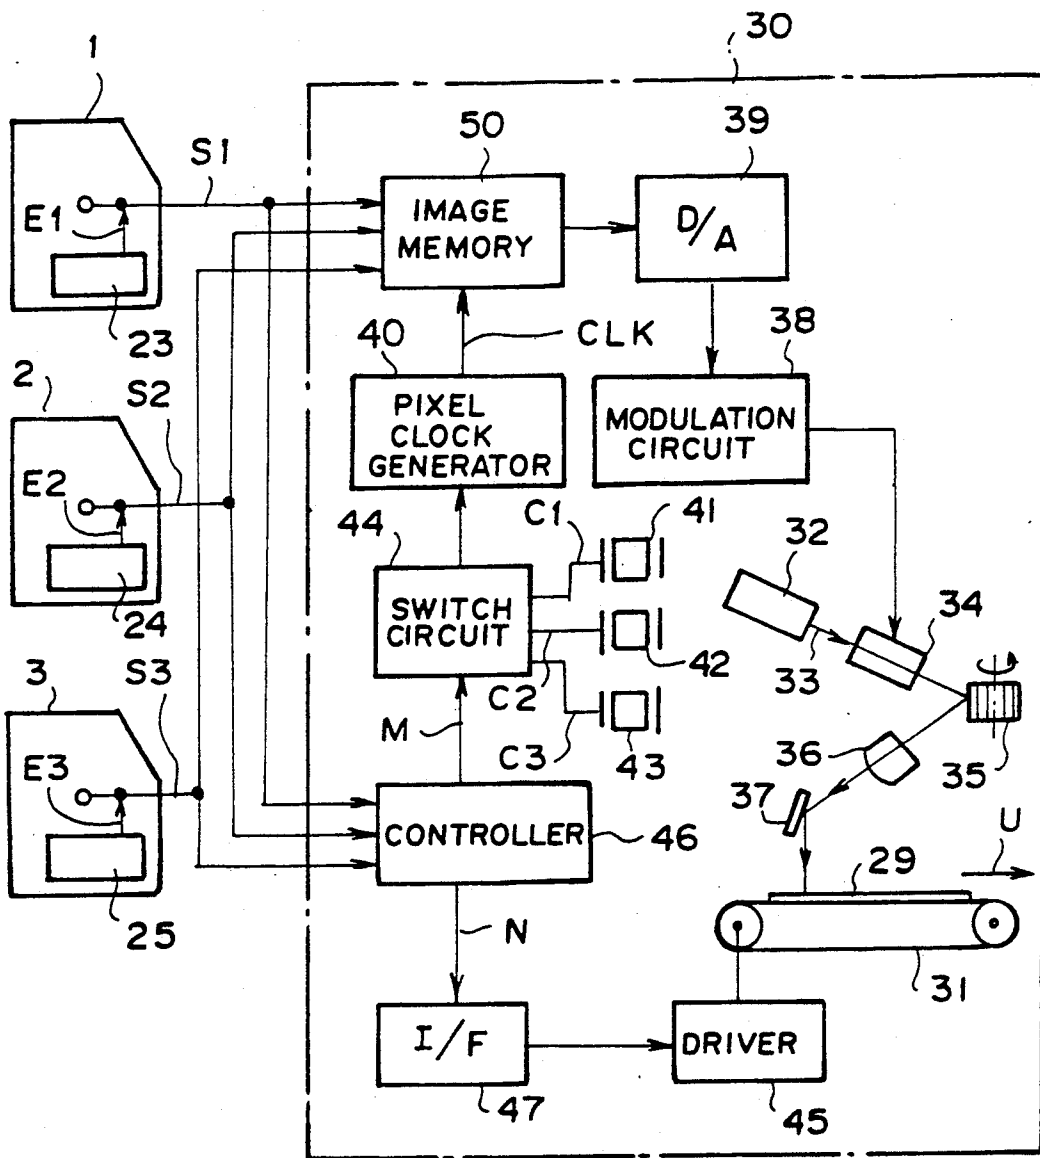 30
1
50
39
S1
IMAGE
MEMORY
D/A
E1
23
40
CLK
38
2
S2
PIXEL
CLOCK
GENERATOR
MODULATION
CIRCUIT
E2
44
C1
41
32
24
SWITCH
CIRCUIT
34
42
33
3
S3
C2
M
C3
43
36
35
E3
37
CONTROLLER
46
U
29
25
N
31
I/F
DRIVER
47
45